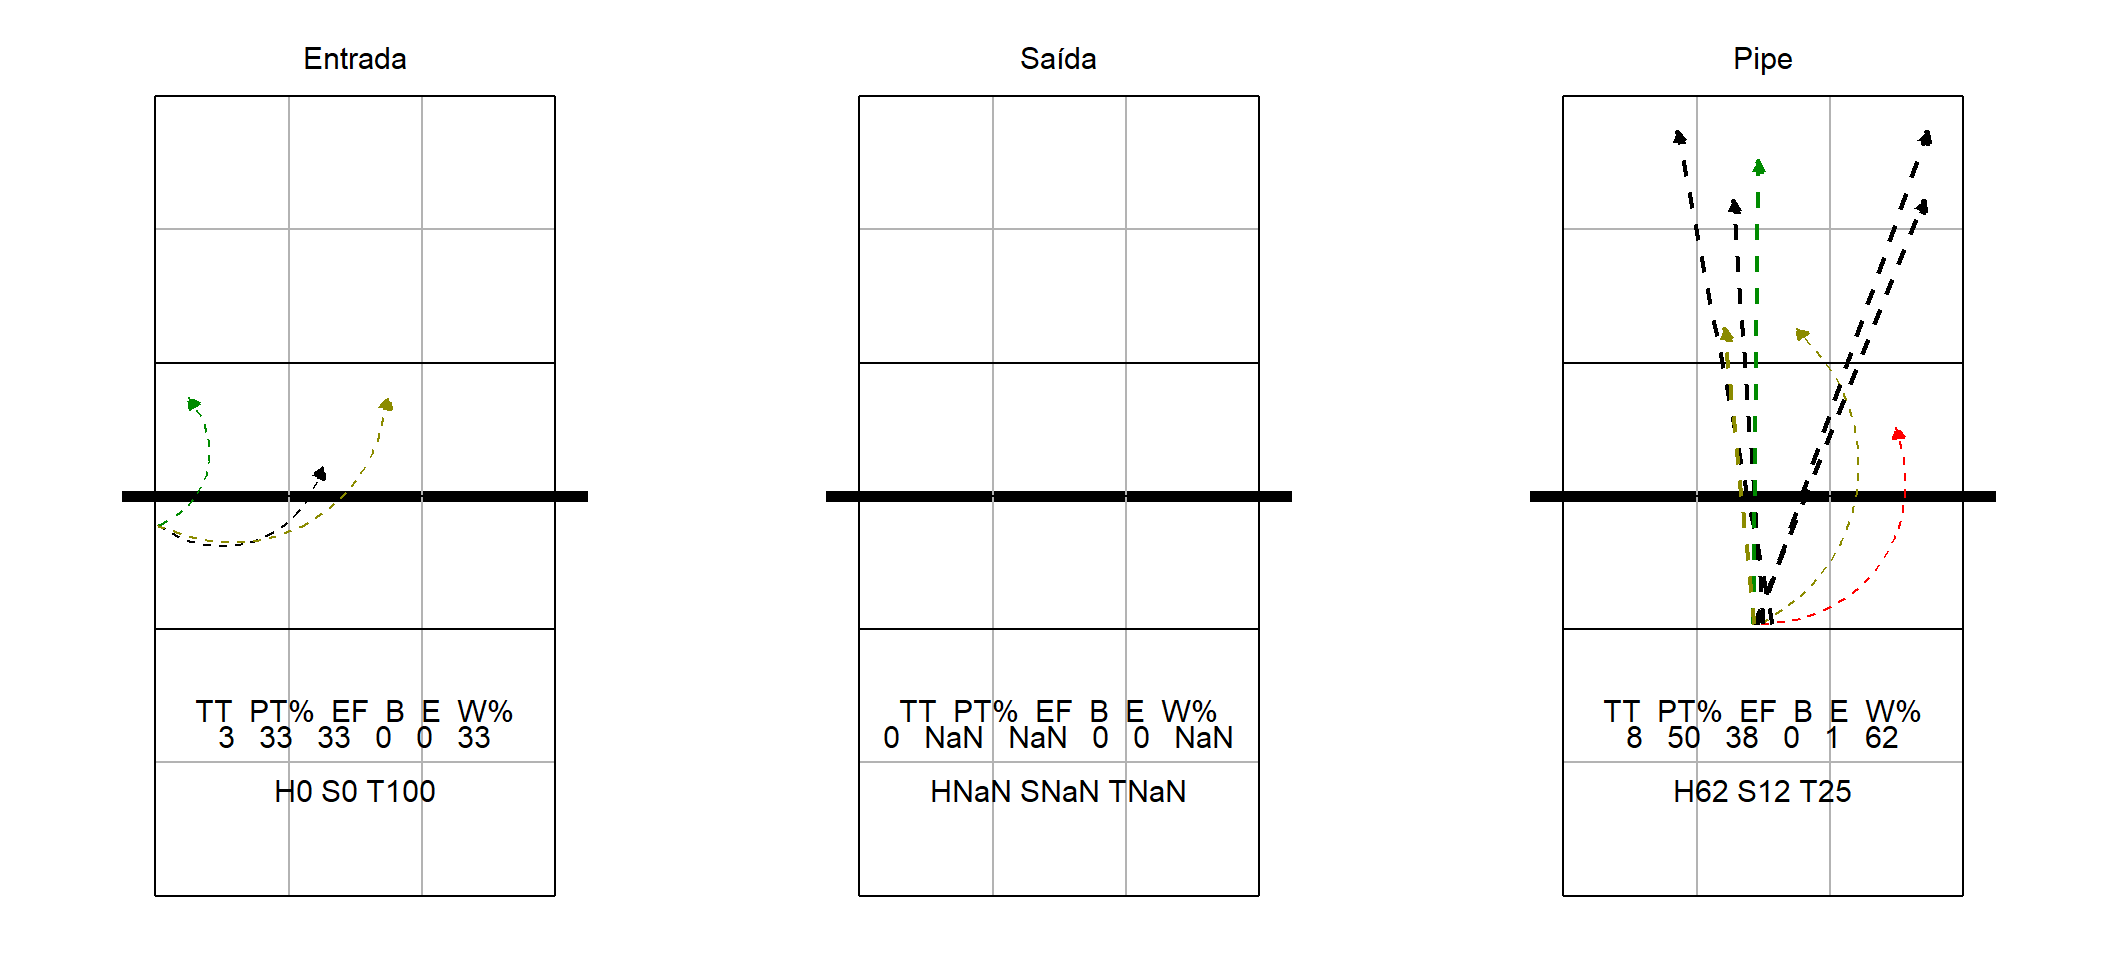 Entrada
TT PT% EF B E W%
3 33 33 0 0 33
H0 S0 T100
Saída
TT PT% EF B E W%
0 NaN NaN 0 0 NaN
HNaN SNaN TNaN
Pipe
TT PT% EF B E W%
8 50 38 0 1 62
H62 S12 T25